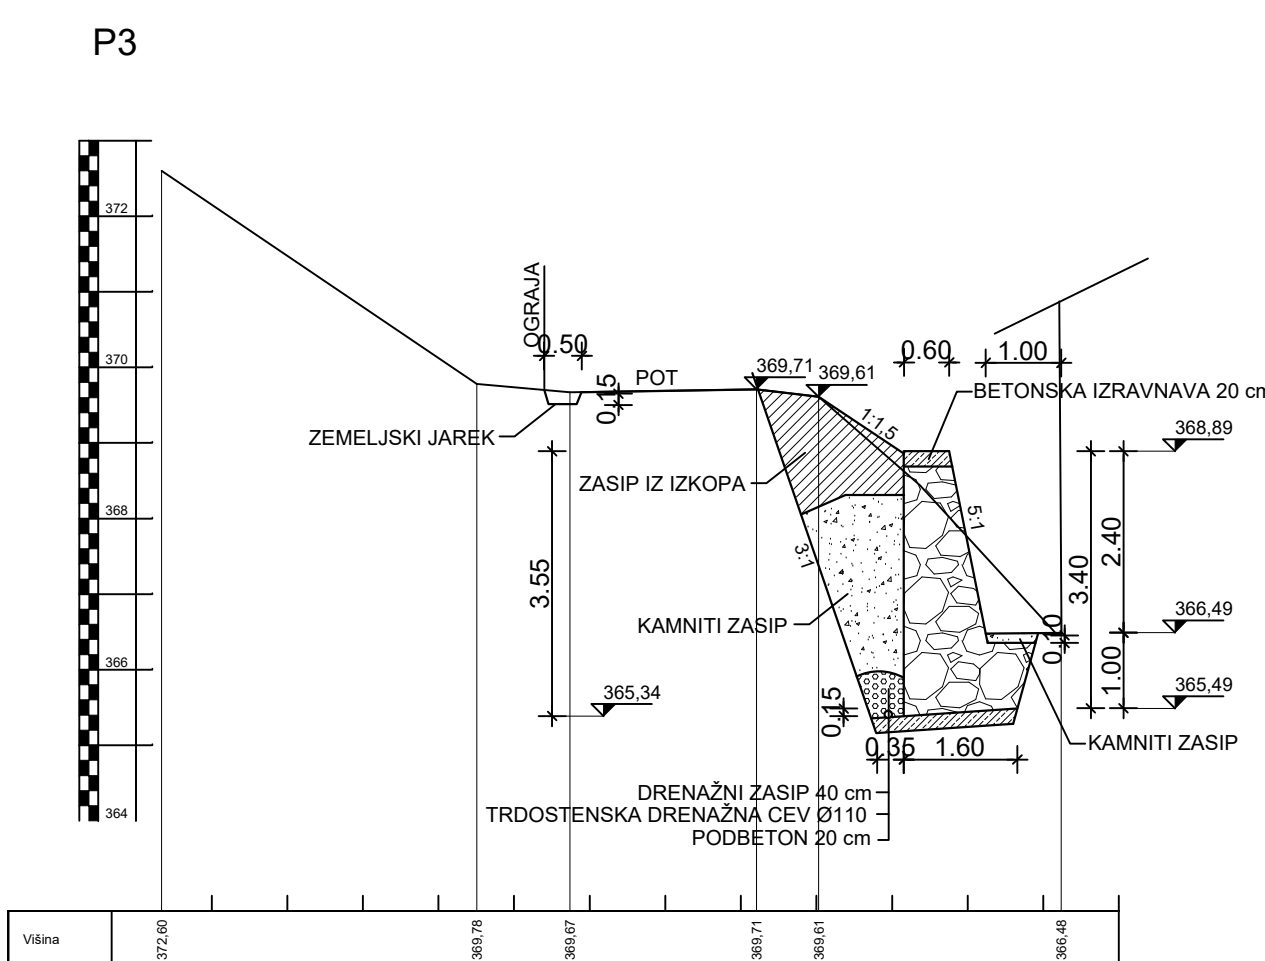 P3
372
370
368
366
364
OGRAJA
0.50
0.15
POT
369,71
369,61
0.60
1.00
BETONSKA IZRAVNAVA 20 cm
1:1,5
368,89
ZEMELJSKI JAREK
ZASIP IZ IZKOPA
5:1
3:1
3.55
2.40
3.40
366,49
KAMNITI ZASIP
0.10
1.00
365,49
365,34
0.15
0.35
1.60
KAMNITI ZASIP
DRENAŽNI ZASIP 40 cm
TRDOSTENSKA DRENAŽNA CEV Ø110
PODBETON 20 cm
Višina
372,60
369,78
369,67
369,71
369,61
366,48